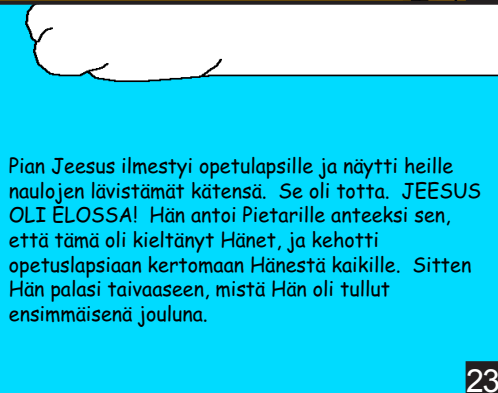 Pian Jeesus ilmestyi opetulapsille ja näytti heille
naulojen lävistämät kätensä. Se oli totta. JEESUS
OLI ELOSSA! Hän antoi Pietarille anteeksi sen,
että tämä oli kieltänyt Hänet, ja kehotti
opetuslapsiaan kertomaan Hänestä kaikille. Sitten
Hän palasi taivaaseen, mistä Hän oli tullut
ensimmäisenä jouluna.
23